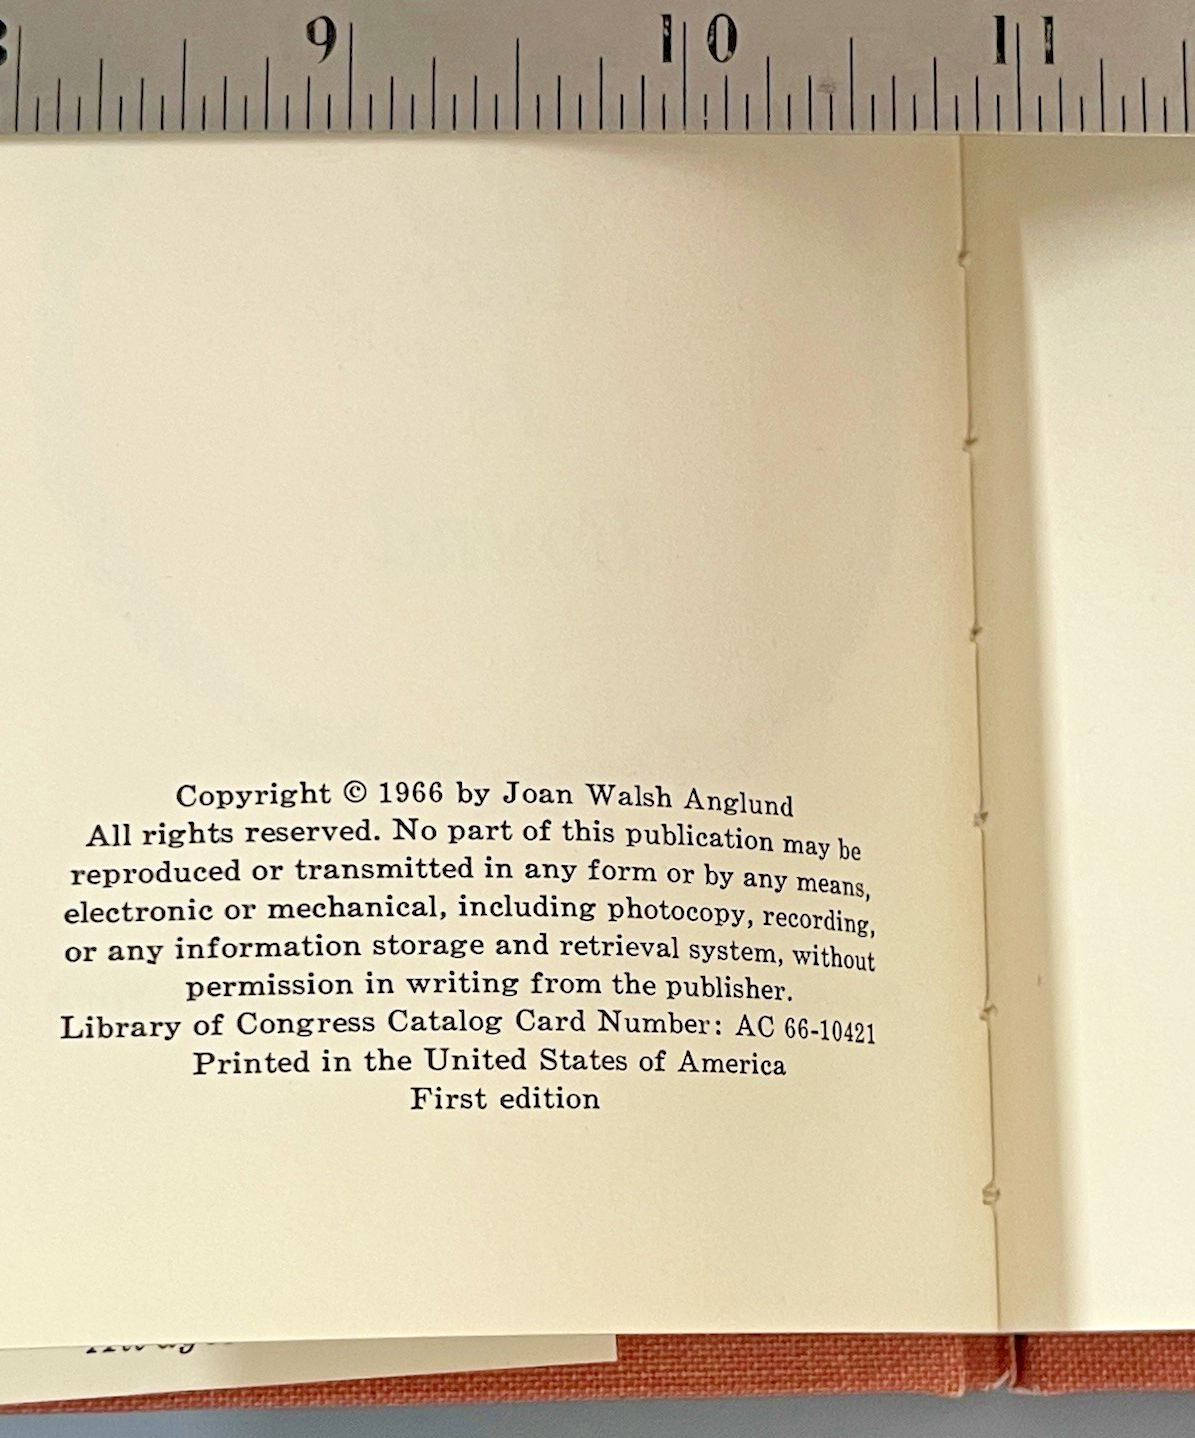 9 10 11
Copyright © 1966 by Joan Walsh Anglund
All rights reserved. No part of this publication may be
reproduced or transmitted in any form or by any means,
electronic or mechanical, including photocopy, recording,
or any information storage and retrieval system, without
permission in writing from the publisher.
Library of Congress Catalog Card Number: AC 66-10421
Printed in the United States of America
First edition